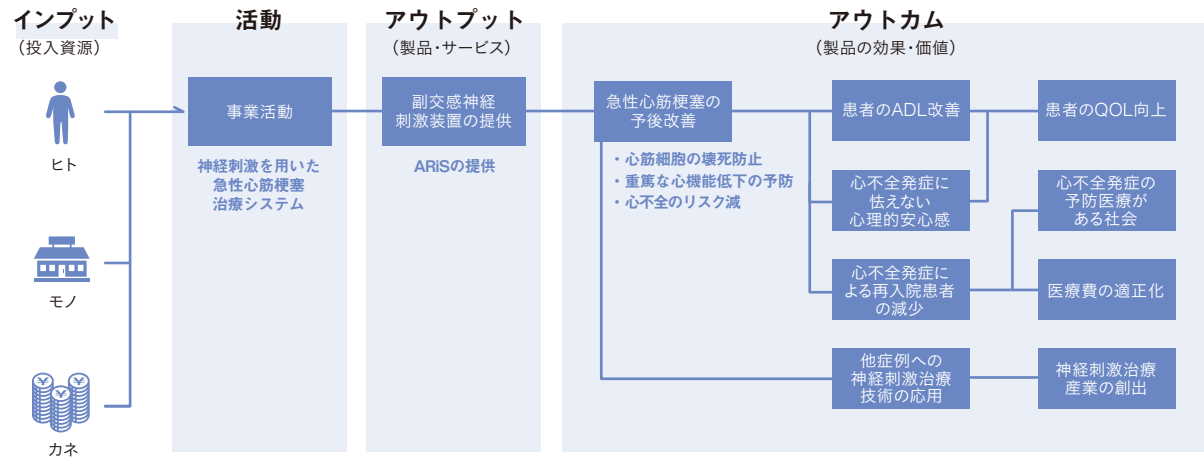 インプット
(投入資源)
ヒト
モノ
カネ
活動
事業活動
神経刺激を用いた
急性心筋梗塞
治療システム
アウトプット
(製品・サービス)
副交感神経
刺激装置の提供
ARiSの提供
アウトカム
(製品の効果・価値)
急性心筋梗塞の
予後改善
・心筋細胞の壊死防止
・重篤な心機能低下の予防
・心不全のリスク減
患者のADL改善
心不全発症に
怯えない
心理的安心感
心不全発症に
よる再入院患者
の減少
他症例への
神経刺激治療
技術の応用
患者のQOL向上
心不全発症の
予防医療が
ある社会
医療費の適正化
神経刺激治療
産業の創出
¥
¥
¥